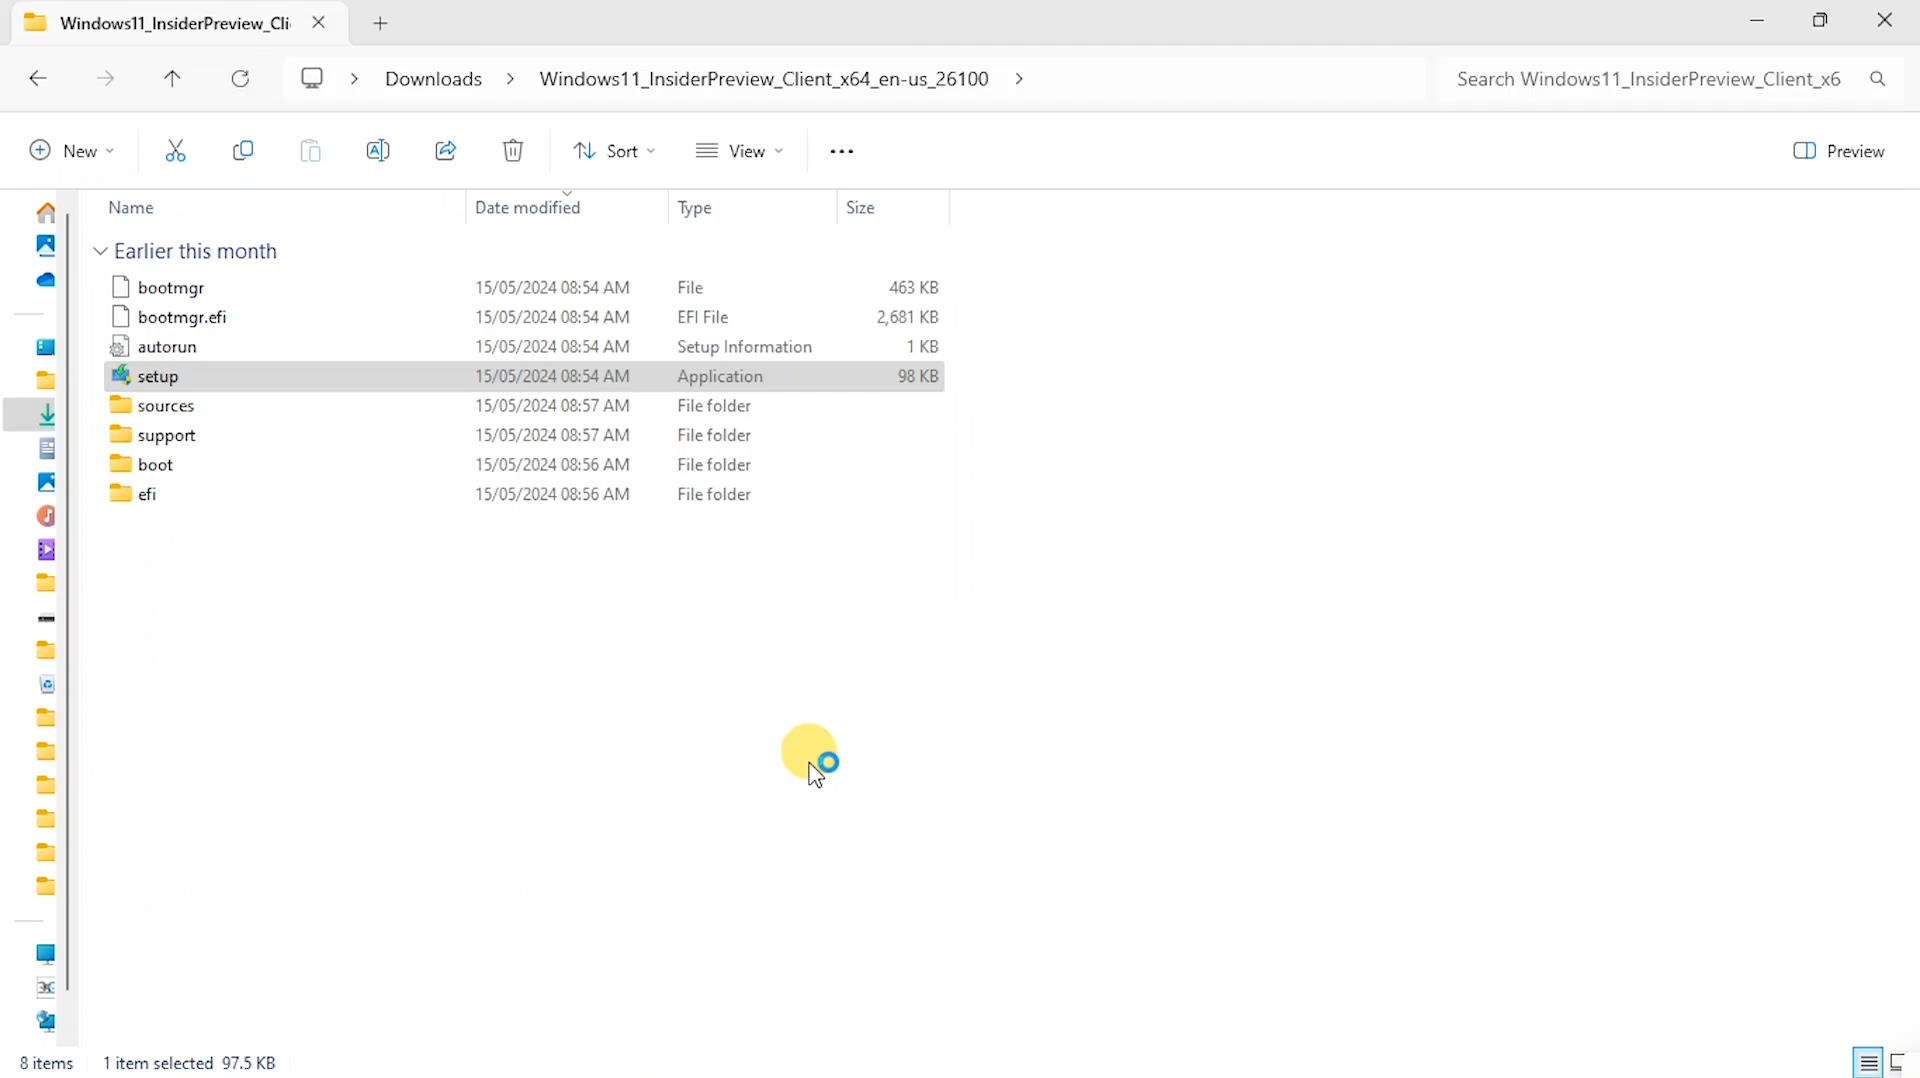 Windows11_InsiderPreview_Cli
Downloads
Windows11_InsiderPreview_Client_x64_en-us_26100
Search Windows11_InsiderPreview_Client_x6
New
Sort
View
Preview
Name Date modified Type Size
Earlier this month
bootmgr 15/05/2024 08:54 AM File 463 KB
bootmgr.efi 15/05/2024 08:54 AM EFI File 2,681 KB
autorun 15/05/2024 08:54 AM Setup Information 1 KB
setup 15/05/2024 08:54 AM Application 98 KB
sources 15/05/2024 08:57 AM File folder
support 15/05/2024 08:57 AM File folder
boot 15/05/2024 08:56 AM File folder
efi 15/05/2024 08:56 AM File folder
8 items 1 item selected 97.5 KB